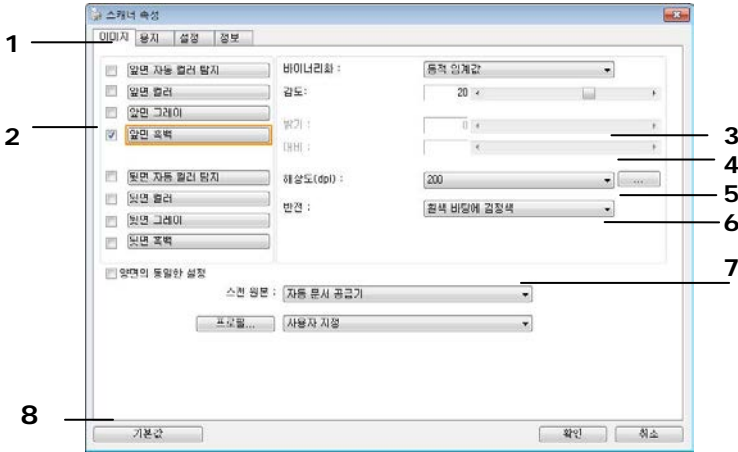 스캐너 속성
이미지 용지 설정 정보
앞면 자동 컬러 탐지
앞면 컬러
앞면 그레이
앞면 흑백
뒷면 자동 컬러 탐지
뒷면 컬러
뒷면 그레이
뒷면 흑백
바이너리화 : 동적 임계값
감도: 20
밝기 : 0
대비 :
해상도(dpi) : 200 ...
반전 : 흰색 바탕에 검정색
양면의 동일한 설정
스캔 원본 : 자동 문서 공급기
프로필... 사용자 지정
기본값 확인 취소
1
2
3
4
5
6
7
8